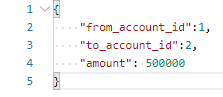 1 {
2 "from_account_id":1,
3 "to_account_id":2,
4 "amount": 500000
5 }